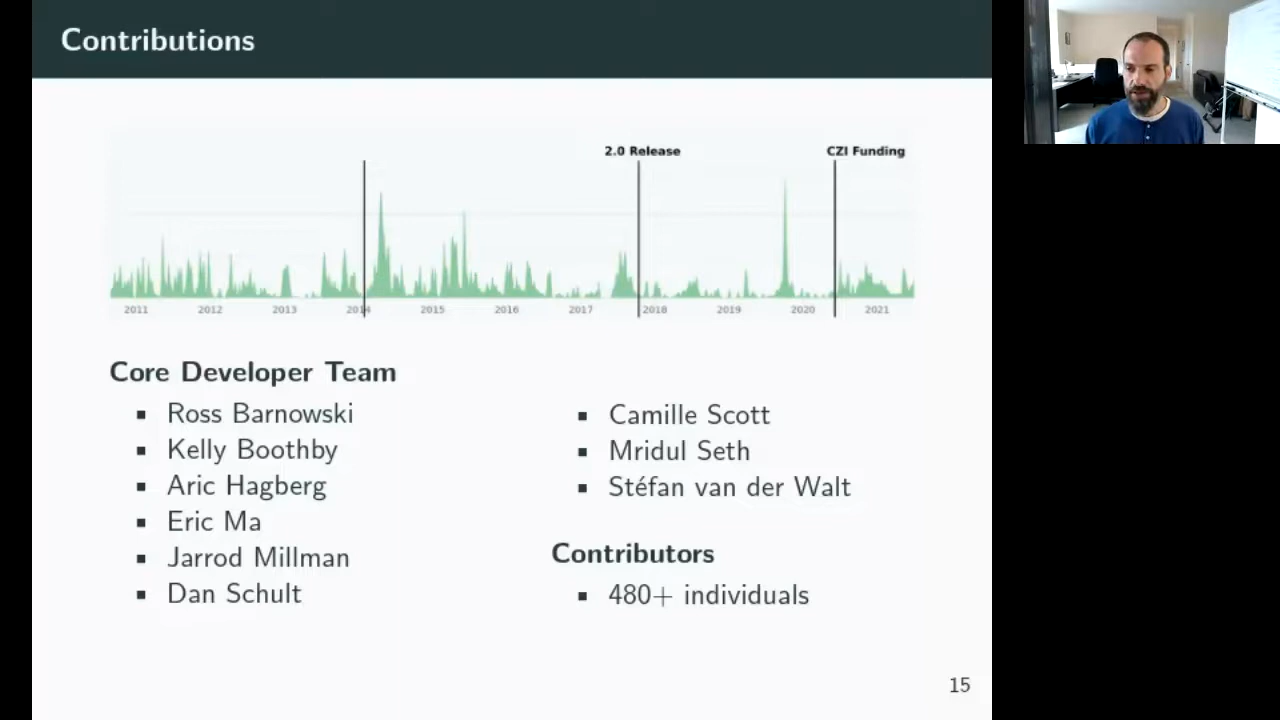 Contributions
2.0 Release
CZI Funding
2011 2012 2013 2014 2015 2016 2017 2018 2019 2020 2021
Core Developer Team
Ross Barnowski
Kelly Boothby
Aric Hagberg
Eric Ma
Jarrod Millman
Dan Schult
Camille Scott
Mridul Seth
Stéfan van der Walt
Contributors
480+ individuals
15